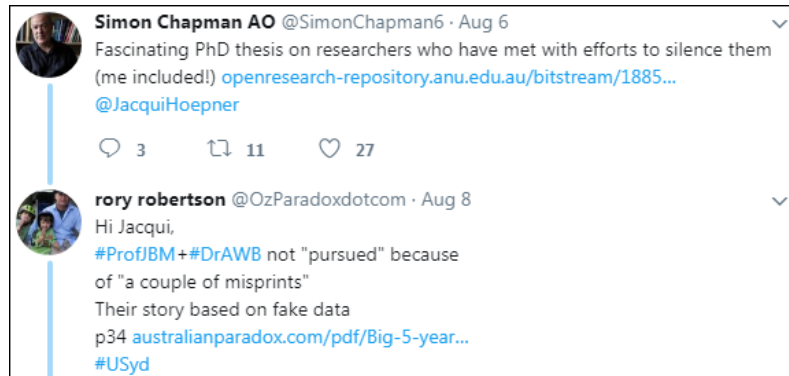 Simon Chapman AO @SimonChapman6 · Aug 6
Fascinating PhD thesis on researchers who have met with efforts to silence them
(me included!) openresearch-repository.anu.edu.au/bitstream/1885...
@JacquiHoepner
3 11 27
rory robertson @OzParadoxdotcom · Aug 8
Hi Jacqui,
#ProfJBM+#DrAWB not "pursued" because
of "a couple of misprints"
Their story based on fake data
p34 australianparadox.com/pdf/Big-5-year...
#USyd